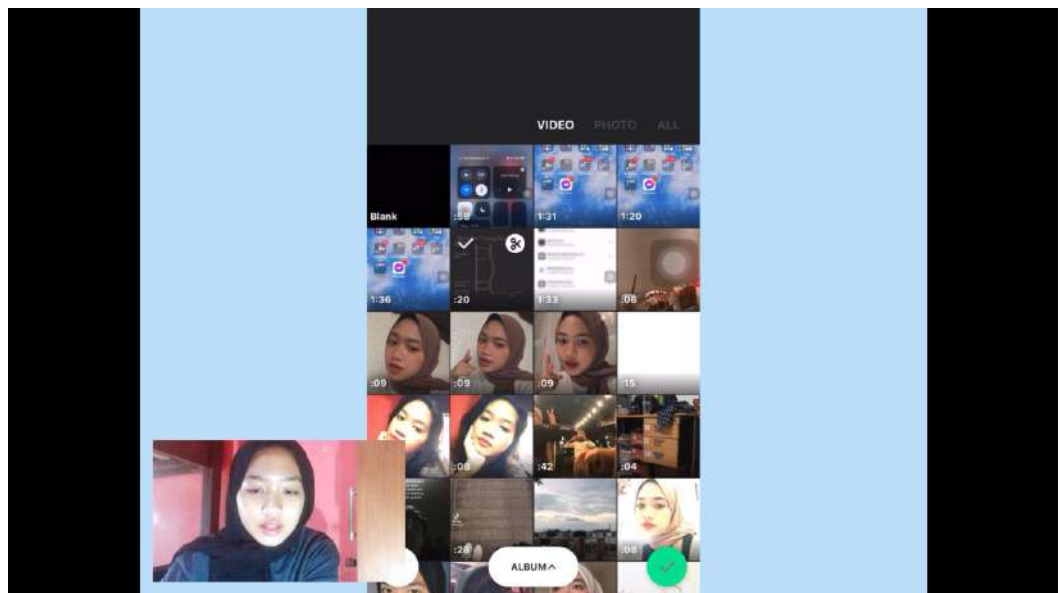 VIDEO PHOTO ALL
Blank :58 1:31 1:20
1:36 :20 1:33 :06
:09 :09 :09 :15
:08 :42 :04
:28 :08
ALBUM